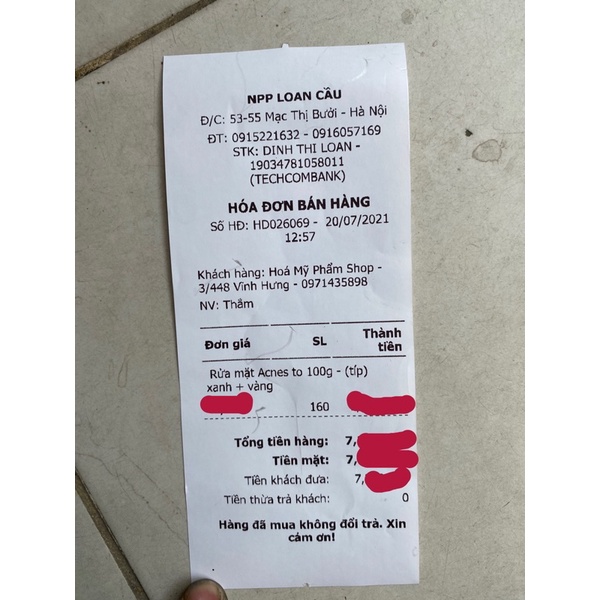 NPP LOAN CẦU
Đ/C: 53-55 Mạc Thị Bưởi - Hà Nội
ĐT: 0915221632 - 0916057169
STK: DINH THI LOAN -
19034781058011
(TECHCOMBANK)
HÓA ĐƠN BÁN HÀNG
Số HĐ: HD026069 - 20/07/2021
12:57
Khách hàng: Hoá Mỹ Phẩm Shop -
3/448 Vĩnh Hưng - 0971435898
NV: Thắm
Đơn giá SL Thành tiền
Rửa mặt Acnes to 100g - (típ)
xanh + vàng
160
Tổng tiền hàng: 7,
Tiền mặt: 7,
Tiền khách đưa: 7,
Tiền thừa trả khách: 0
Hàng đã mua không đổi trả. Xin
cảm ơn!